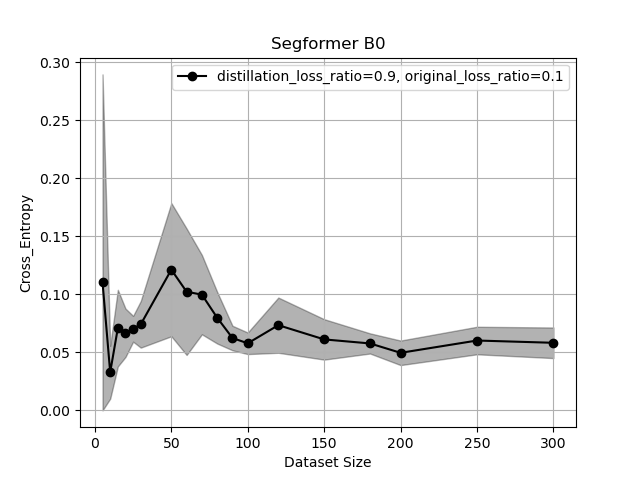 Segformer B0
distillation_loss_ratio=0.9, original_loss_ratio=0.1
0.30
0.25
0.20
0.15
0.10
0.05
0.00
Cross_Entropy
0 50 100 150 200 250 300
Dataset Size